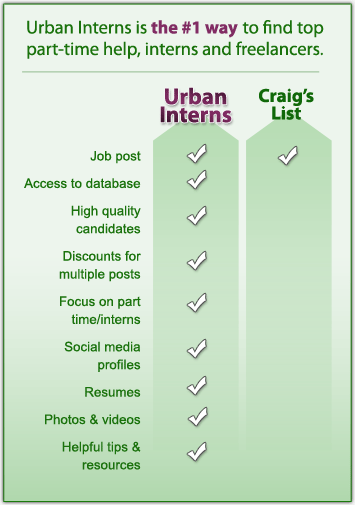 Urban Interns is the #1 way to find top
part-time help, interns and freelancers.
Urban
Interns
Craig's
List
Job post
Access to database
High quality
candidates
Discounts for
multiple posts
Focus on part
time/interns
Social media
profiles
Resumes
Photos & videos
Helpful tips &
resources